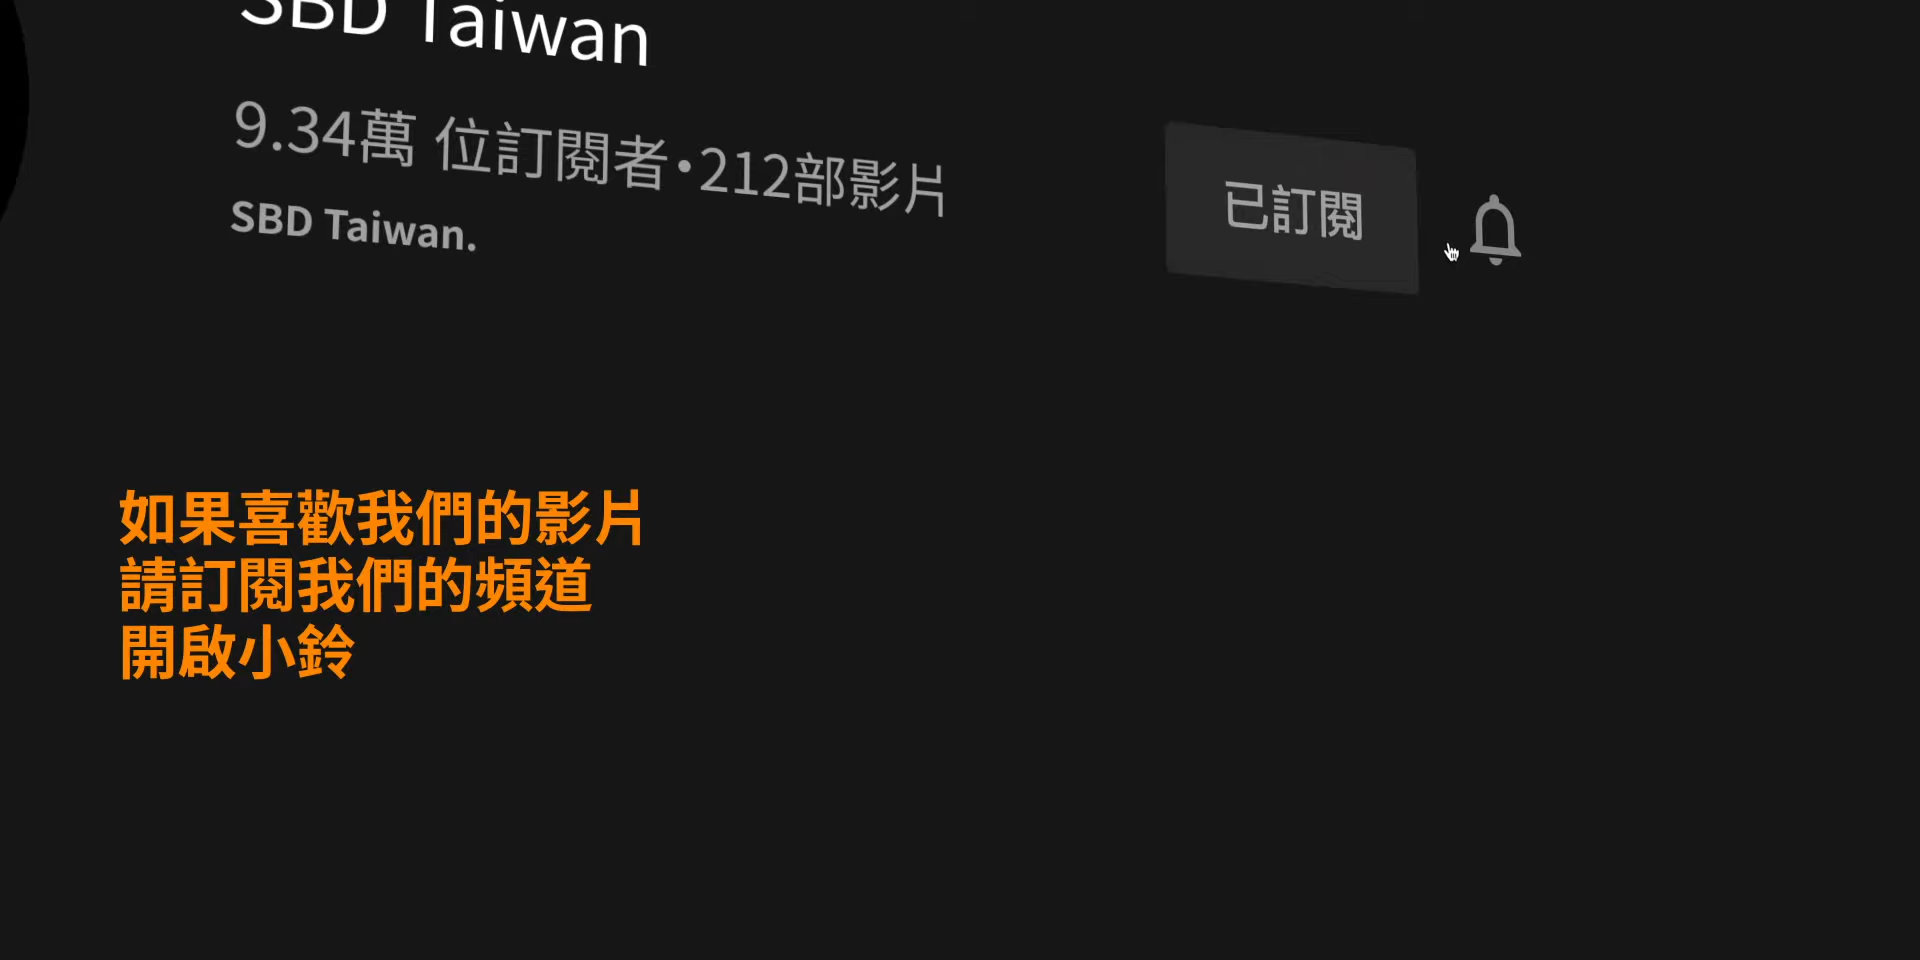 SBD Taiwan
9.34萬 位訂閱者•212部影片
SBD Taiwan.
已訂閱
如果喜歡我們的影片
請訂閱我們的頻道
開啟小鈴